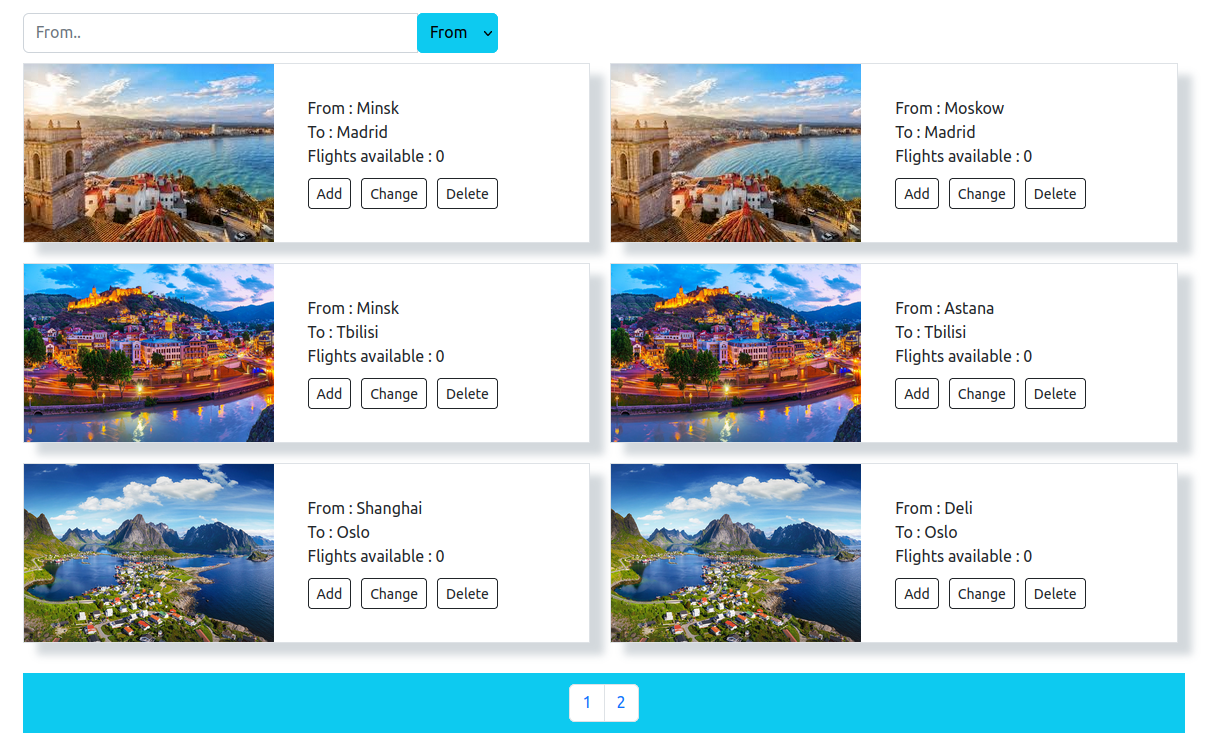 From.. From
From : Minsk
To : Madrid
Flights available : 0
Add Change Delete
From : Moskow
To : Madrid
Flights available : 0
Add Change Delete
From : Minsk
To : Tbilisi
Flights available : 0
Add Change Delete
From : Astana
To : Tbilisi
Flights available : 0
Add Change Delete
From : Shanghai
To : Oslo
Flights available : 0
Add Change Delete
From : Deli
To : Oslo
Flights available : 0
Add Change Delete
1 2